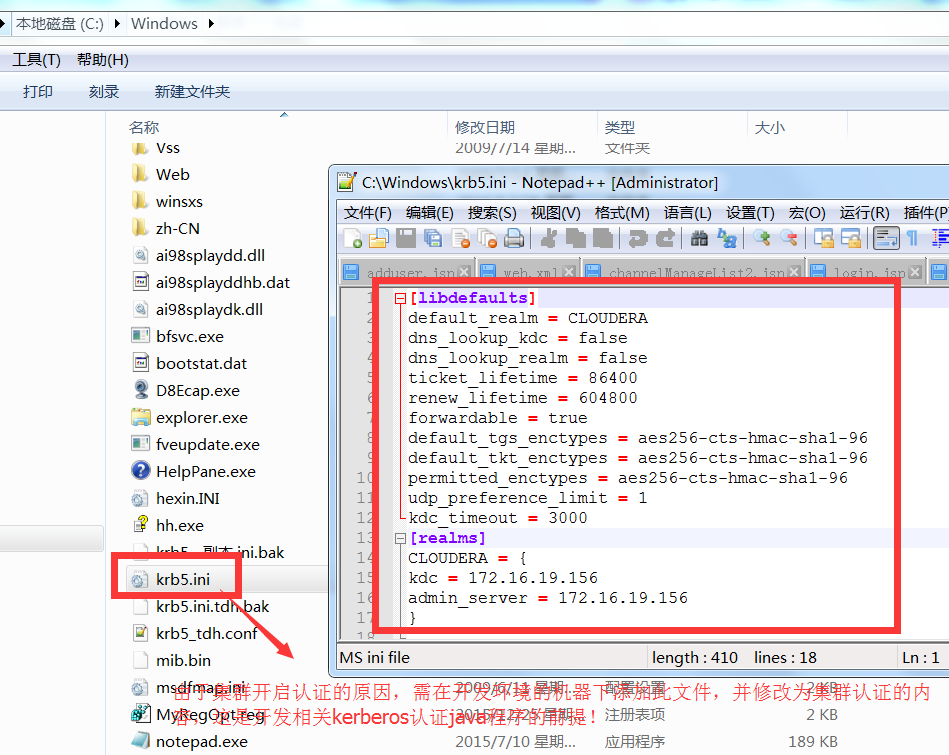 本地磁盘 (C:) Windows
工具(T) 帮助(H)
打印 刻录 新建文件夹
名称 修改日期 类型 大小
Vss 2009/7/14 星期... 文件夹
Web
winsxs
zh-CN
ai98splaydd.dll
ai98splayddhb.dat
ai98splaydk.dll
bfsvc.exe
bootstat.dat
D8Ecap.exe
explorer.exe
fveupdate.exe
HelpPane.exe
hexin.INI
hh.exe
krb5 - 副本.ini.bak
krb5.ini
krb5.ini.tdh.bak
krb5_tdh.conf
mib.bin
msdfmap.ini 2009/6/11 星期... 配置设置 2 KB
MyRegOpt.reg 2015/12/25 星期... 注册表项 2 KB
notepad.exe 2015/7/10 星期... 应用程序 189 KB
C:\Windows\krb5.ini - Notepad++ [Administrator]
文件(F) 编辑(E) 搜索(S) 视图(V) 格式(M) 语言(L) 设置(T) 宏(O) 运行(R) 插件(P
adduser.jsp web.xml channelManageList2.jsp login.jsp
1 [libdefaults]
2 default_realm = CLOUDERA
3 dns_lookup_kdc = false
4 dns_lookup_realm = false
5 ticket_lifetime = 86400
6 renew_lifetime = 604800
7 forwardable = true
8 default_tgs_enctypes = aes256-cts-hmac-sha1-96
9 default_tkt_enctypes = aes256-cts-hmac-sha1-96
10 permitted_enctypes = aes256-cts-hmac-sha1-96
11 udp_preference_limit = 1
12 kdc_timeout = 3000
13 [realms]
14 CLOUDERA = {
15 kdc = 172.16.19.156
16 admin_server = 172.16.19.156
17 }
18
MS ini file length : 410 lines : 18 Ln : 1
由于集群开启认证的原因，需在开发环境的机器下添加此文件，并修改为集群认证的内
容，这是开发相关kerberos认证java程序的前提！